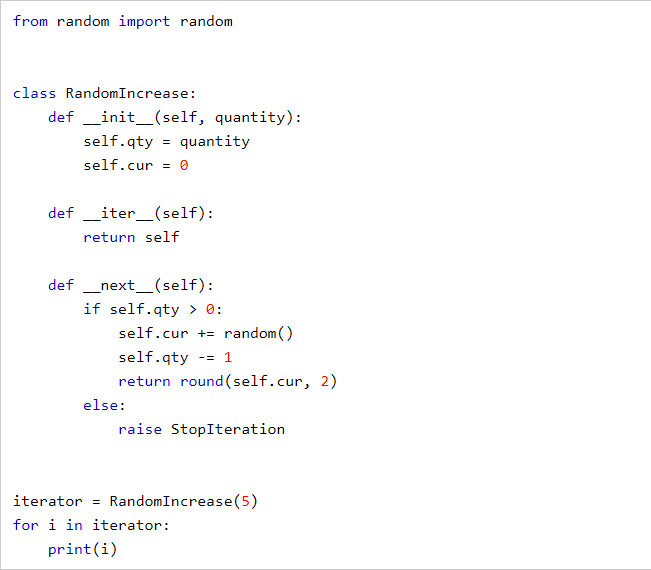 from random import random
class RandomIncrease:
    def __init__(self, quantity):
        self.qty = quantity
        self.cur = 0
    def __iter__(self):
        return self
    def __next__(self):
        if self.qty > 0:
            self.cur += random()
            self.qty -= 1
            return round(self.cur, 2)
        else:
            raise StopIteration
iterator = RandomIncrease(5)
for i in iterator:
    print(i)